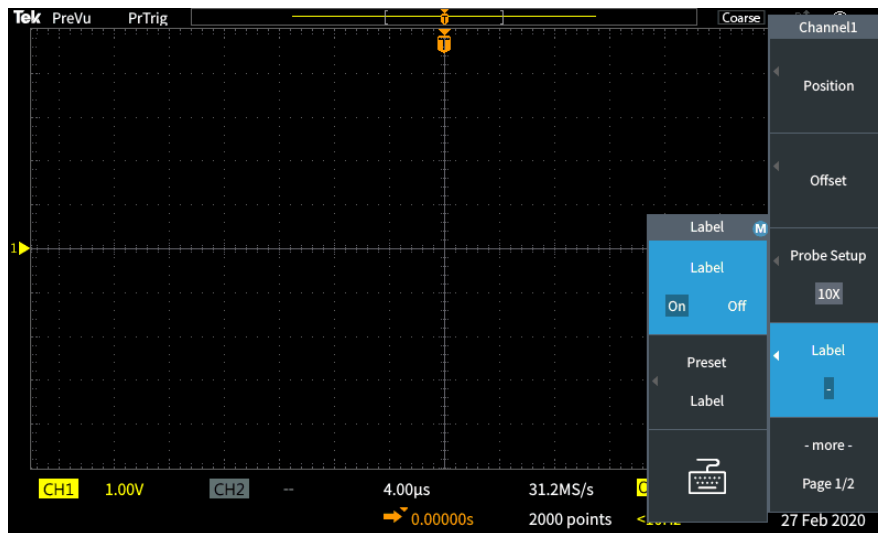 Tek PreVu PrTrig T Coarse
Channel1
T
Position
Offset
Label M
1
Probe Setup
Label
10X
On Off
Label
Preset
-
Label
- more -
CH1 1.00V CH2 -- 4.00µs 31.2MS/s
Page 1/2
0.00000s 2000 points 27 Feb 2020